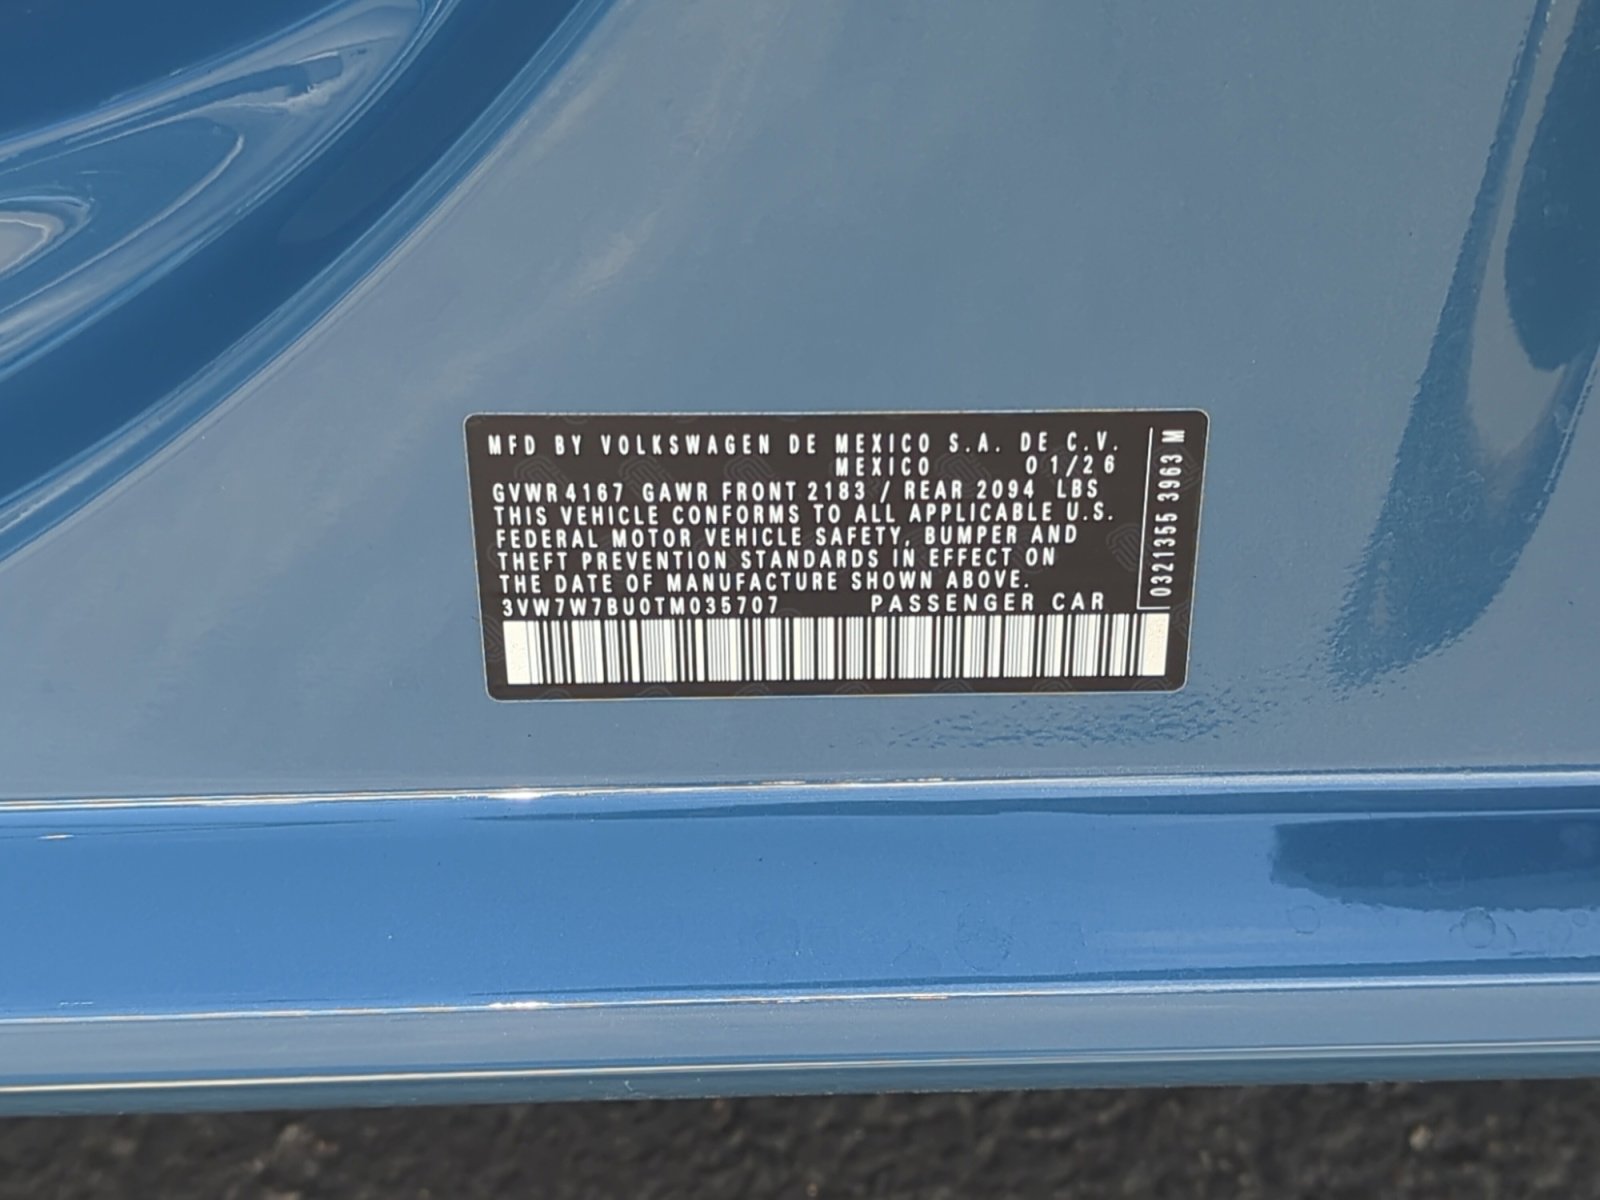 MFD BY VOLKSWAGEN DE MEXICO S.A. DE C.V.
MEXICO 01/26
GVWR 4167 GAWR FRONT 2183 / REAR 2094 LBS
THIS VEHICLE CONFORMS TO ALL APPLICABLE U.S.
FEDERAL MOTOR VEHICLE SAFETY, BUMPER AND
THEFT PREVENTION STANDARDS IN EFFECT ON
THE DATE OF MANUFACTURE SHOWN ABOVE.
3VW7W7BU0TM035707 PASSENGER CAR
0321355 3963 M